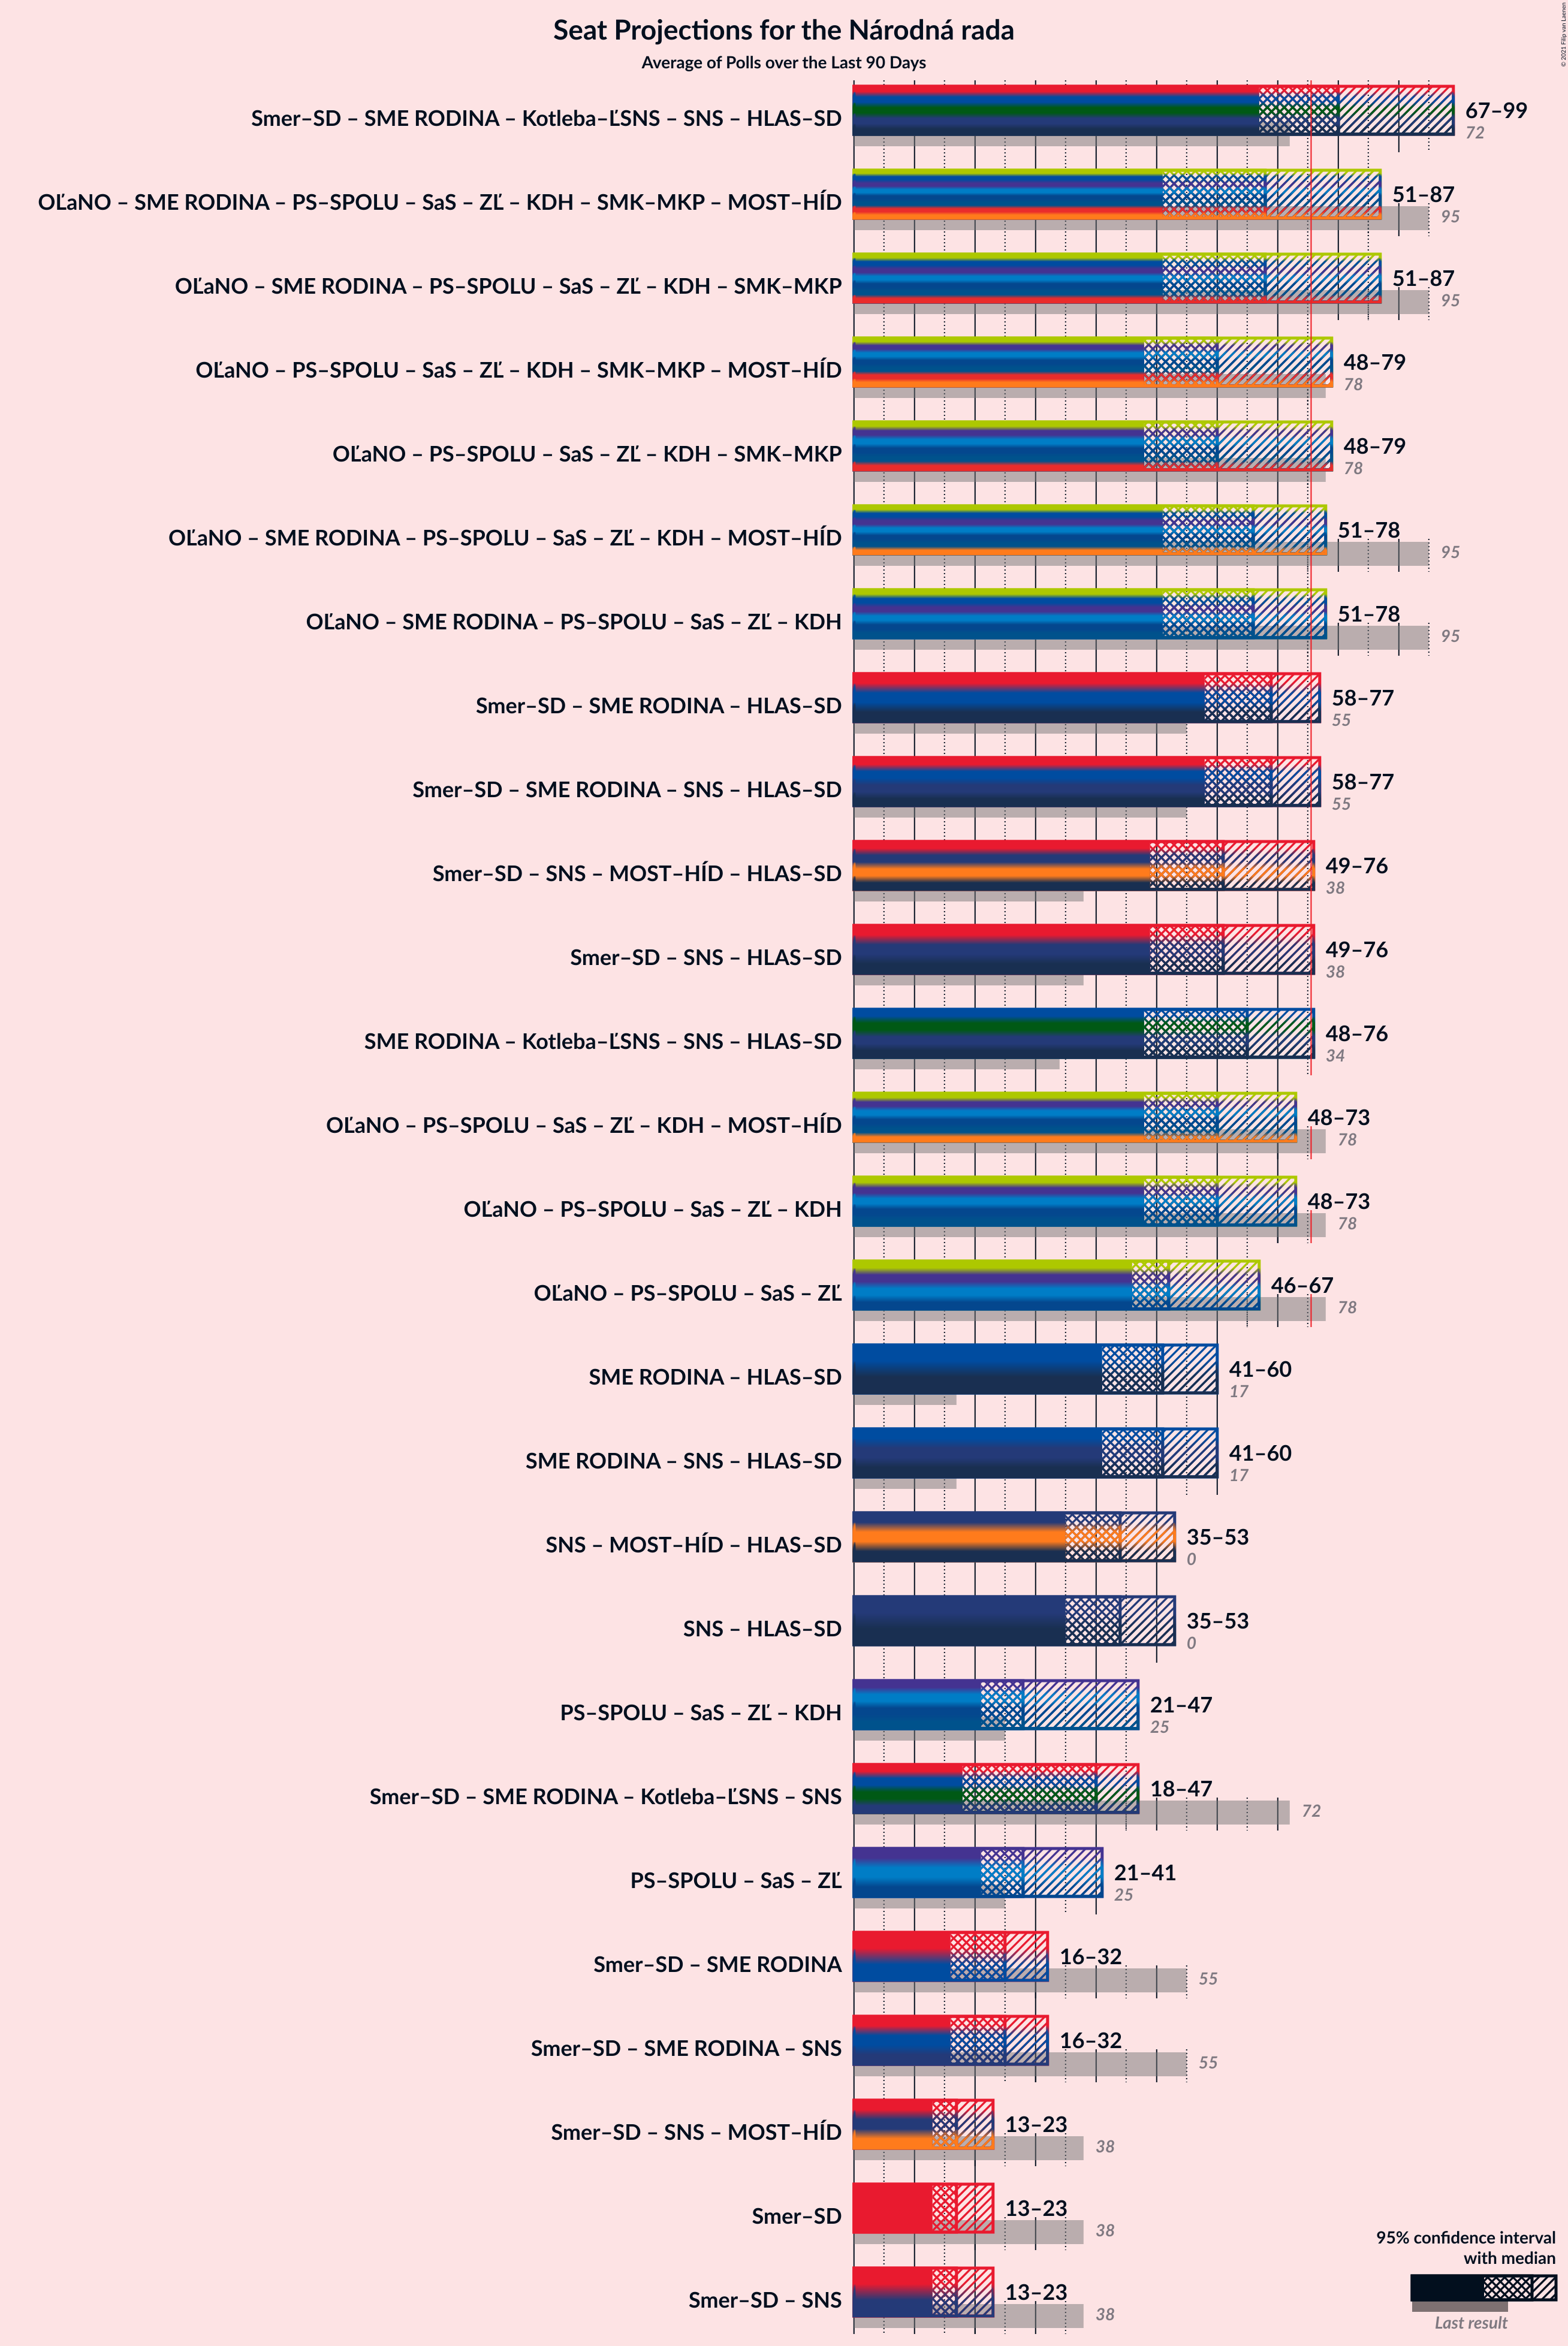 Seat Projections for the Národná rada
Average of Polls over the Last 90 Days
© 2021 Filip van Laenen
Smer–SD – SME RODINA – Kotleba–ĽSNS – SNS – HLAS–SD
67–99
72
OĽaNO – SME RODINA – PS–SPOLU – SaS – ZĽ – KDH – SMK–MKP – MOST–HÍD
51–87
95
OĽaNO – SME RODINA – PS–SPOLU – SaS – ZĽ – KDH – SMK–MKP
51–87
95
OĽaNO – PS–SPOLU – SaS – ZĽ – KDH – SMK–MKP – MOST–HÍD
48–79
78
OĽaNO – PS–SPOLU – SaS – ZĽ – KDH – SMK–MKP
48–79
78
OĽaNO – SME RODINA – PS–SPOLU – SaS – ZĽ – KDH – MOST–HÍD
51–78
95
OĽaNO – SME RODINA – PS–SPOLU – SaS – ZĽ – KDH
51–78
95
Smer–SD – SME RODINA – HLAS–SD
58–77
55
Smer–SD – SME RODINA – SNS – HLAS–SD
58–77
55
Smer–SD – SNS – MOST–HÍD – HLAS–SD
49–76
38
Smer–SD – SNS – HLAS–SD
49–76
38
SME RODINA – Kotleba–ĽSNS – SNS – HLAS–SD
48–76
34
OĽaNO – PS–SPOLU – SaS – ZĽ – KDH – MOST–HÍD
48–73
78
OĽaNO – PS–SPOLU – SaS – ZĽ – KDH
48–73
78
OĽaNO – PS–SPOLU – SaS – ZĽ
46–67
78
SME RODINA – HLAS–SD
41–60
17
SME RODINA – SNS – HLAS–SD
41–60
17
SNS – MOST–HÍD – HLAS–SD
35–53
0
SNS – HLAS–SD
35–53
0
PS–SPOLU – SaS – ZĽ – KDH
21–47
25
Smer–SD – SME RODINA – Kotleba–ĽSNS – SNS
18–47
72
PS–SPOLU – SaS – ZĽ
21–41
25
Smer–SD – SME RODINA
16–32
55
Smer–SD – SME RODINA – SNS
16–32
55
Smer–SD – SNS – MOST–HÍD
13–23
38
Smer–SD
13–23
38
Smer–SD – SNS
13–23
38
95% confidence interval
with median
Last result